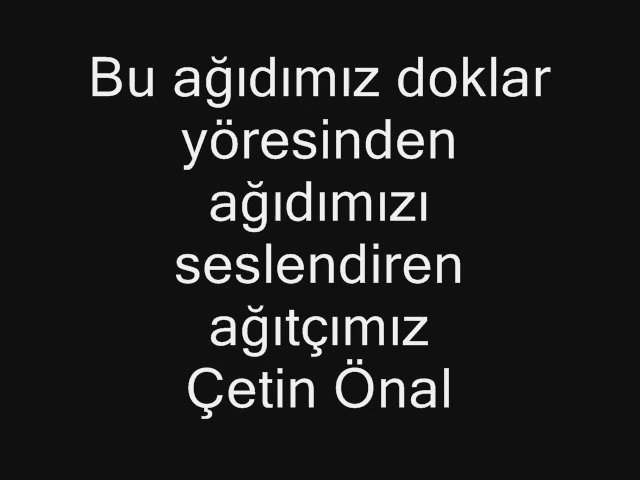 Bu ağıdımız doklar
yöresinden
ağıdımızı
seslendiren
ağıtçımız
Çetin Önal